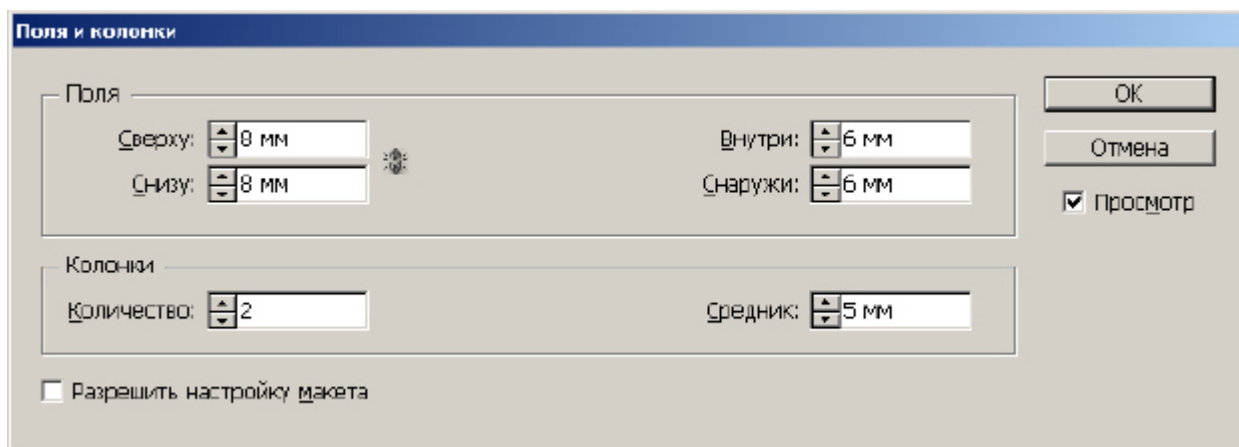 Поля и колонки
Поля
Сверху: 8 мм
Внутри: 6 мм
Снизу: 8 мм
Снаружи: 6 мм
OK
Отмена
Просмотр
Колонки
Количество: 2
Средник: 5 мм
Разрешить настройку макета